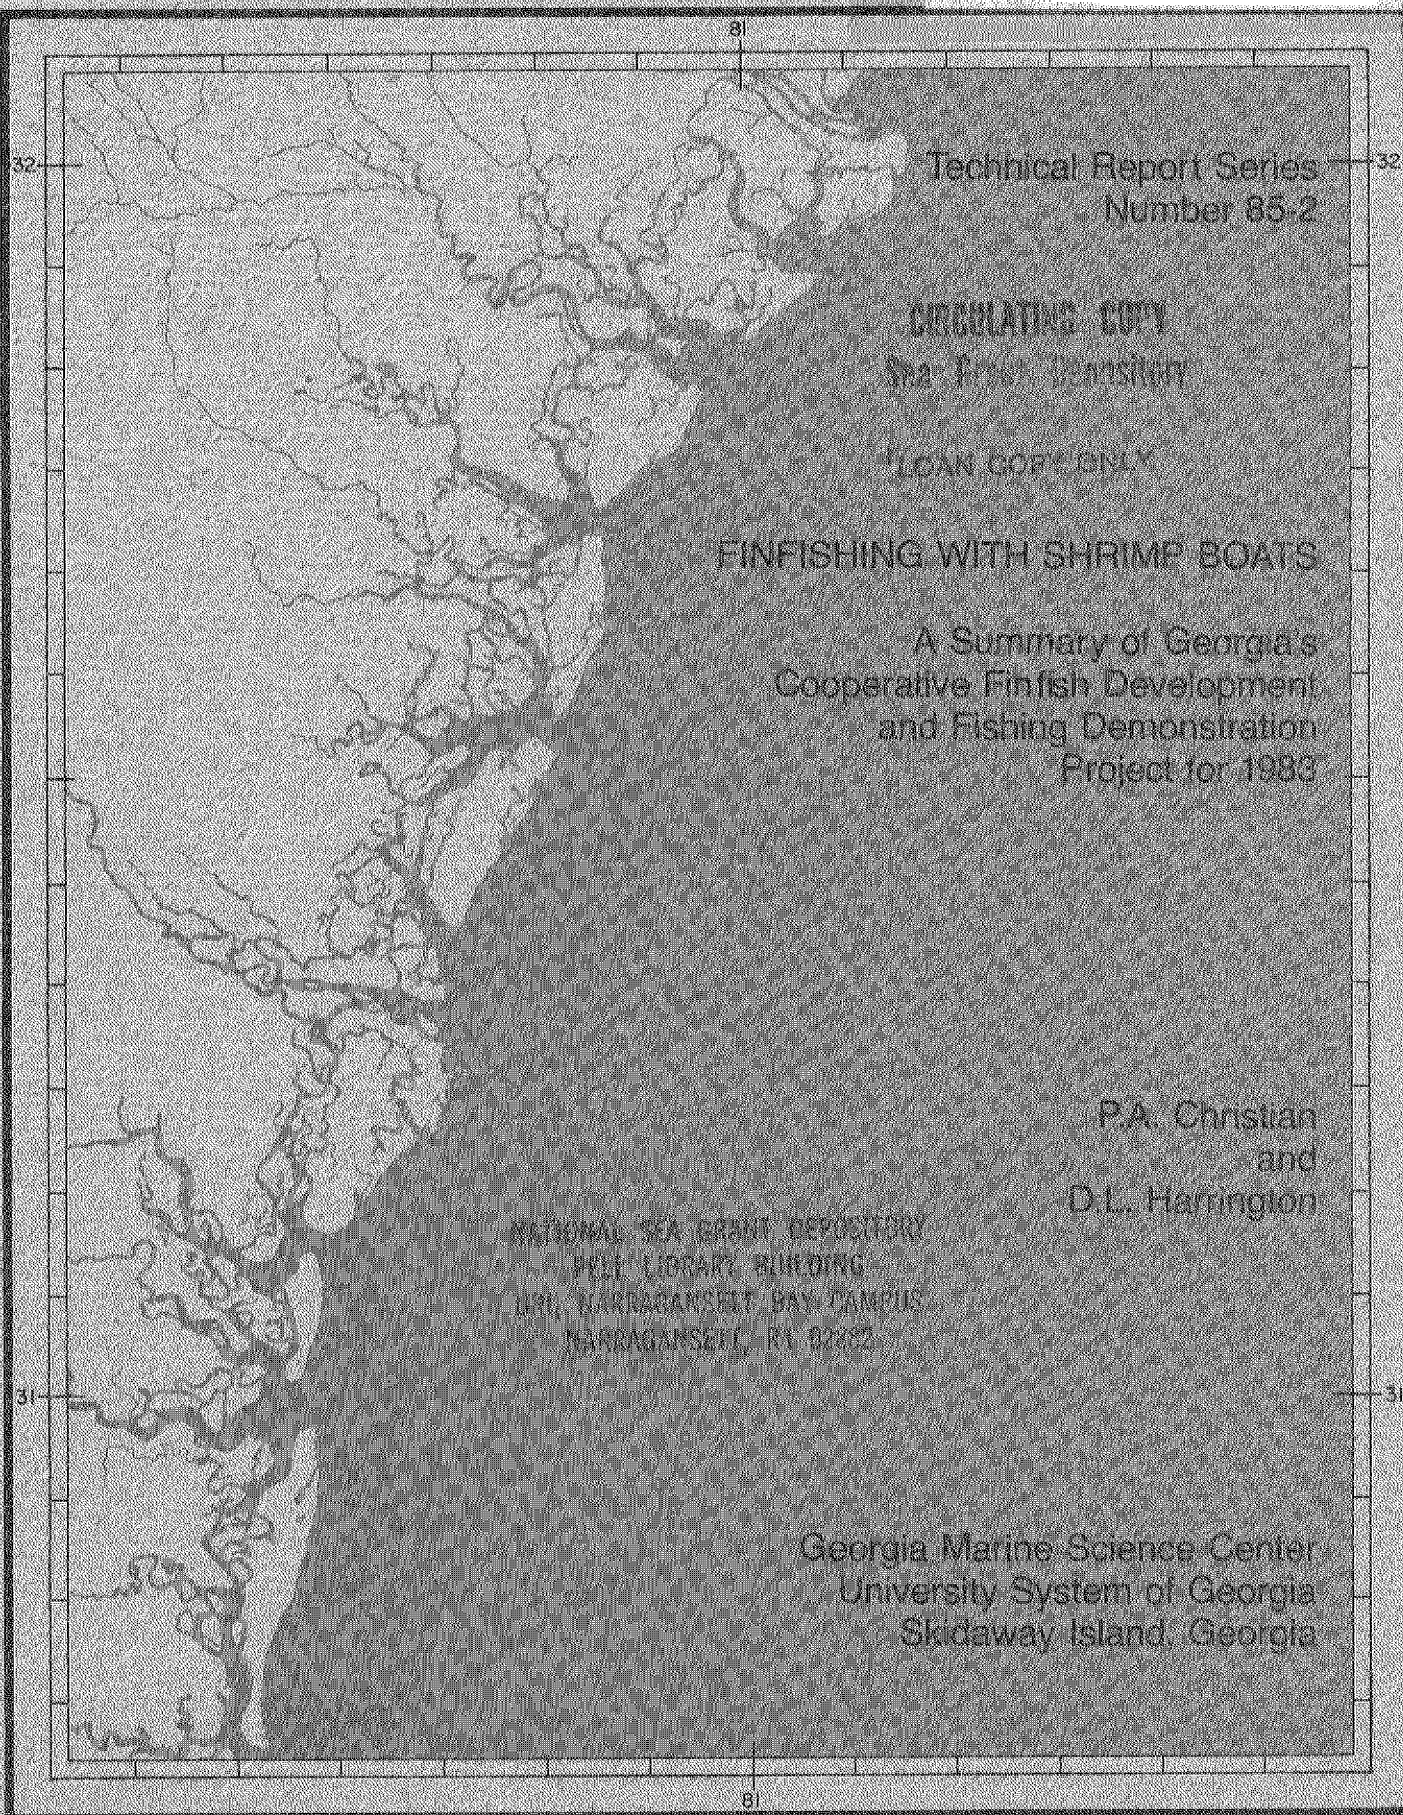 81
32
Technical Report Series
32
Number 85-2
CIRCULATING COPY
Sea Grant Depository
LOAN COPY ONLY
FINFISHING WITH SHRIMP BOATS
A Summary of Georgia's
Cooperative Finfish Development
and Fishing Demonstration
Project for 1983
P.A. Christian
and
D.L. Harrington
NATIONAL SEA GRANT DEPOSITORY
PELL LIBRARY BUILDING
URI, NARRAGANSETT BAY CAMPUS
NARRAGANSETT, RI 02882
31
31
Georgia Marine Science Center
University System of Georgia
Skidaway Island, Georgia
81